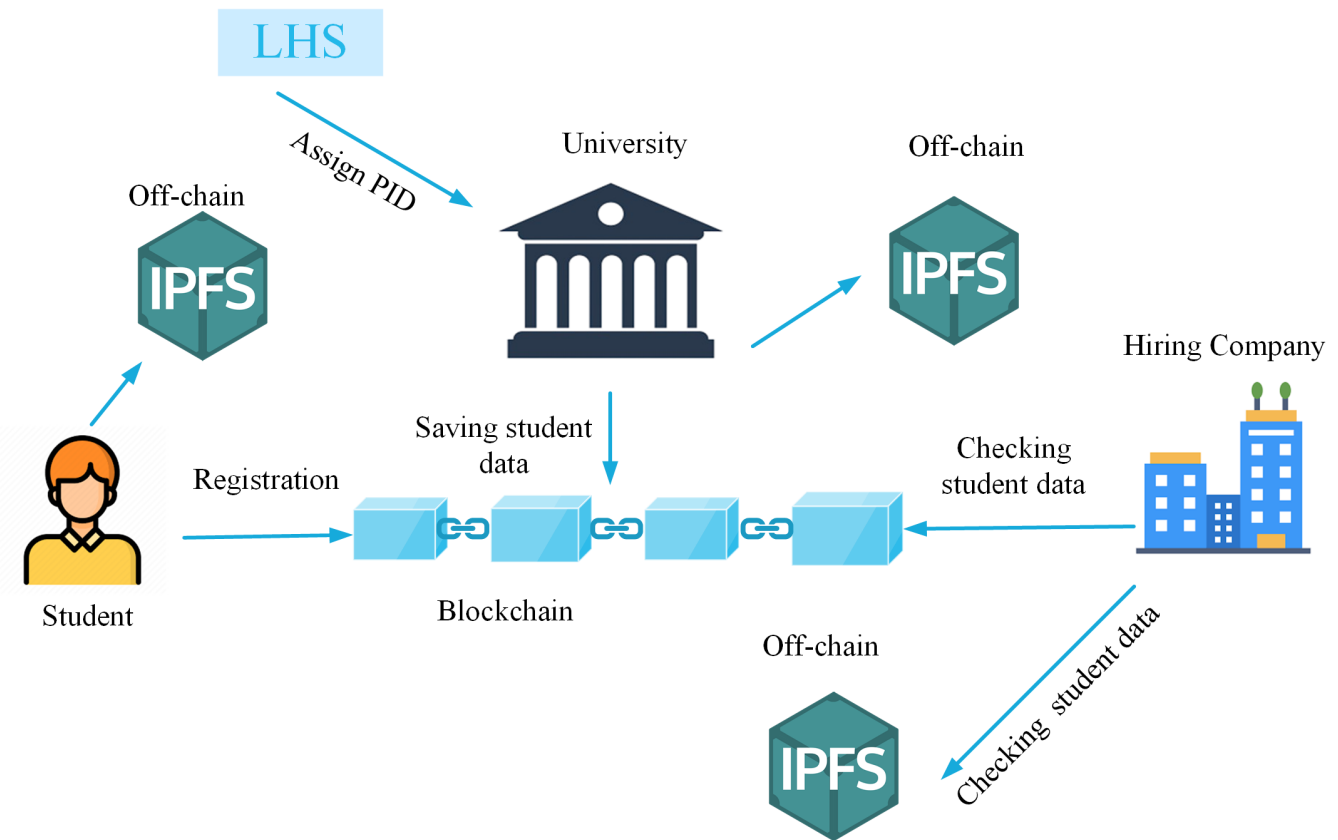 LHS
Assign PID
University
Off-chain
Off-chain
IPFS
IPFS
Hiring Company
Saving student
data
Checking
student data
Registration
Blockchain
Student
Off-chain
Checking student data
IPFS